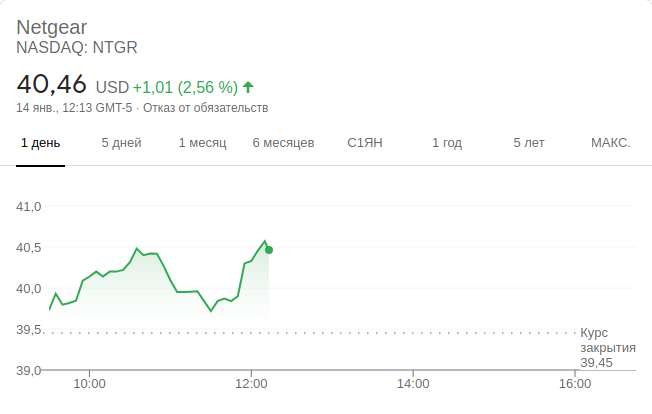 Netgear
NASDAQ: NTGR
40,46 USD +1,01 (2,56 %)
14 янв., 12:13 GMT-5 · Отказ от обязательств
1 день 5 дней 1 месяц 6 месяцев С1ЯН 1 год 5 лет МАКС.
41,0
40,5
40,0
39,5
Курс
закрытия
39,45
39,0
10:00 12:00 14:00 16:00